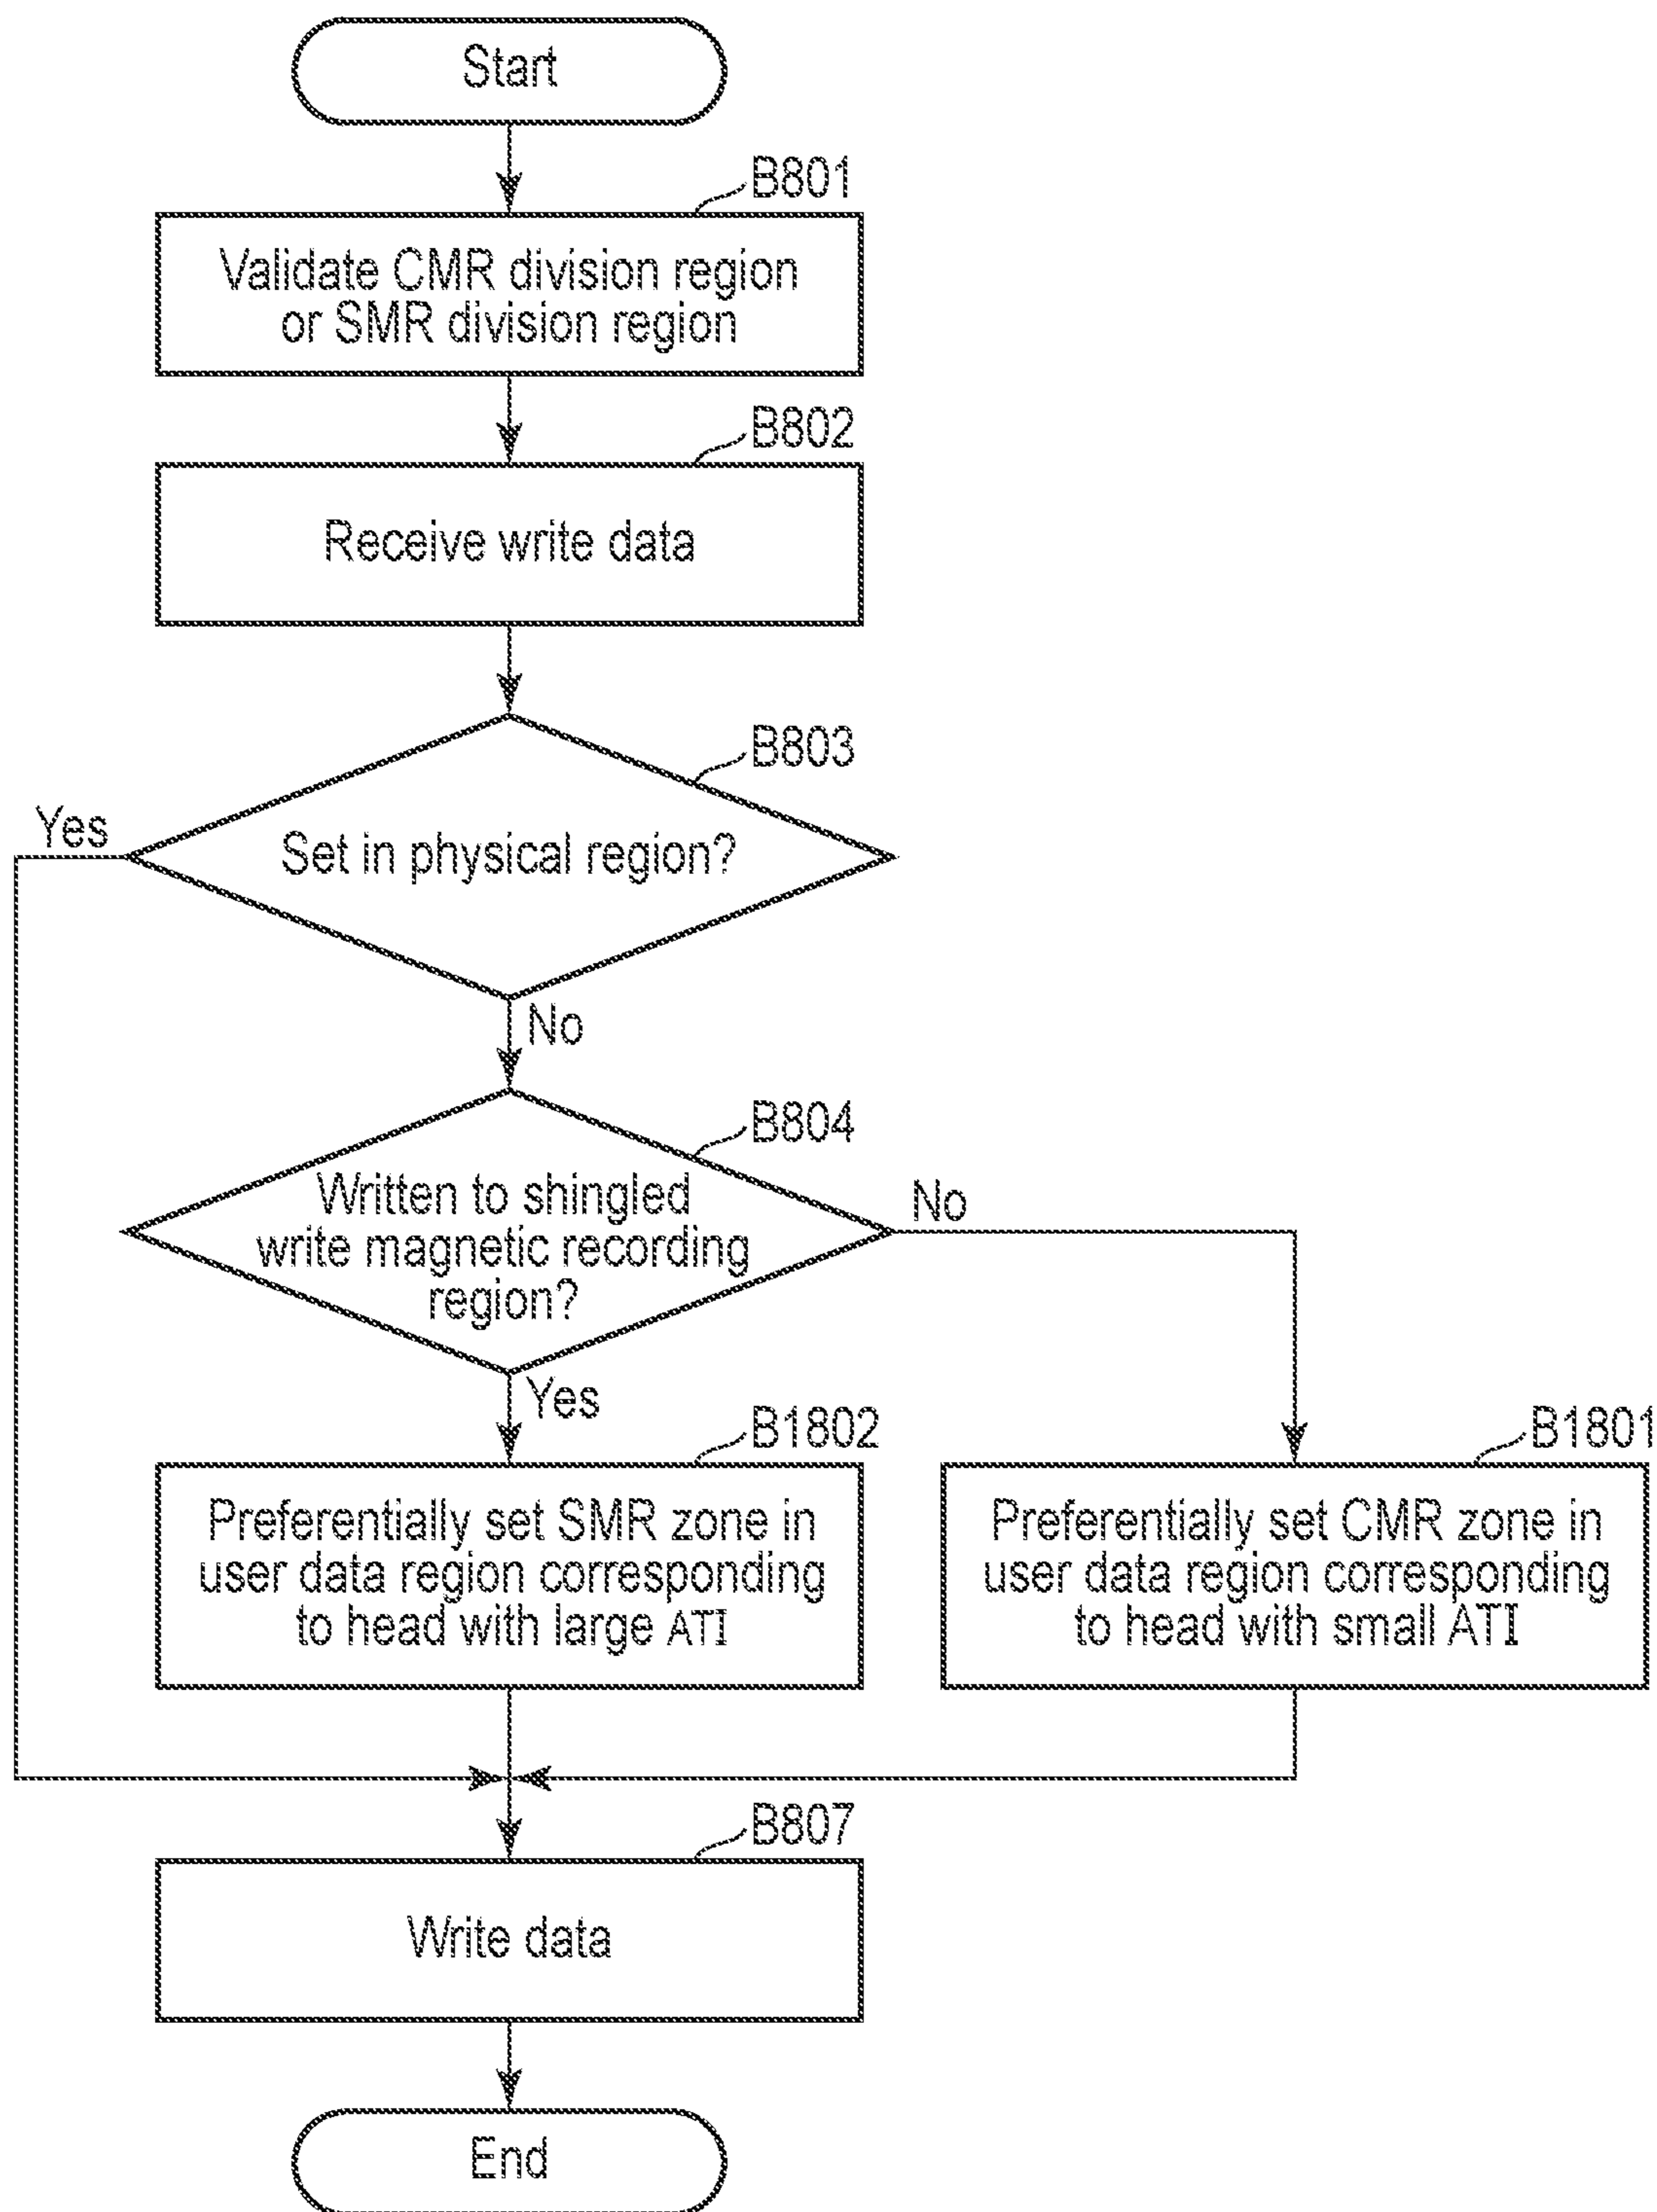 Start
B801
Validate CMR division region
or SMR division region
B802
Receive write data
B803
Yes
Set in physical region?
No
B804
Written to shingled
write magnetic recording
region?
No
Yes
B1802
Preferentially set SMR zone in
user data region corresponding
to head with large ATI
B1801
Preferentially set CMR zone in
user data region corresponding
to head with small ATI
B807
Write data
End